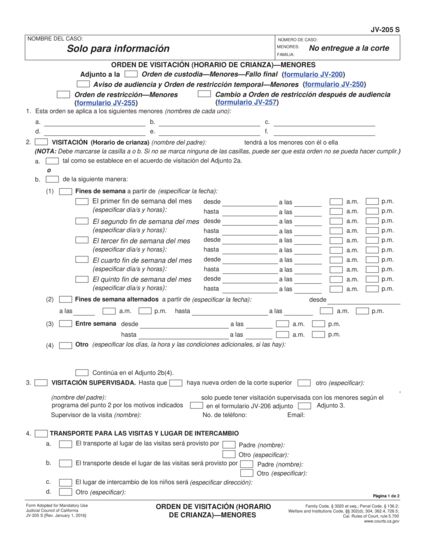 JV-205 S
NOMBRE DEL CASO:
NÚMERO DE CASO:
Solo para información
MENORES: No entregue a la corte
FAMILIA:
ORDEN DE VISITACIÓN (HORARIO DE CRIANZA)—MENORES
Adjunto a la Orden de custodia—Menores—Fallo final (formulario JV-200)
Aviso de audiencia y Orden de restricción temporal—Menores (formulario JV-250)
Orden de restricción—Menores (formulario JV-255)
Cambio a Orden de restricción después de audiencia (formulario JV-257)
1. Esta orden se aplica a los siguientes menores (nombres de cada uno):
a. b. c.
d. e. f.
2. VISITACIÓN (Horario de crianza) (nombre del padre): tendrá a los menores con él o ella
(NOTA: Debe marcarse la casilla a o b. Si no se marca ninguna de las casillas, puede ser que esta orden no se pueda hacer cumplir.)
a. tal como se establece en el acuerdo de visitación del Adjunto 2a.
o
b. de la siguiente manera:
(1) Fines de semana a partir de (especificar la fecha):
El primer fin de semana del mes desde a las a.m. p.m.
(especificar día/s y horas): hasta a las a.m. p.m.
El segundo fin de semana del mes desde a las a.m. p.m.
(especificar día/s y horas): hasta a las a.m. p.m.
El tercer fin de semana del mes desde a las a.m. p.m.
(especificar día/s y horas): hasta a las a.m. p.m.
El cuarto fin de semana del mes desde a las a.m. p.m.
(especificar día/s y horas): hasta a las a.m. p.m.
El quinto fin de semana del mes desde a las a.m. p.m.
(especificar día/s y horas): hasta a las a.m. p.m.
(2) Fines de semana alternados a partir de (especificar la fecha): desde
a las a.m. p.m. hasta a las a.m. p.m.
(3) Entre semana desde a las a.m. p.m.
hasta a las a.m. p.m.
(4) Otro (especificar los días, la hora y las condiciones adicionales, si las hay):
Continúa en el Adjunto 2b(4).
3. VISITACIÓN SUPERVISADA. Hasta que haya nueva orden de la corte superior otro (especificar):
(nombre del padre): solo puede tener visitación supervisada con los menores según el
programa del punto 2 por los motivos indicados en el formulario JV-206 adjunto Adjunto 3.
Supervisor de la visita (nombre): No. de teléfono: Email:
4. TRANSPORTE PARA LAS VISITAS Y LUGAR DE INTERCAMBIO
a. El transporte al lugar de las visitas será provisto por Padre (nombre):
Otro (especificar):
b. El transporte desde el lugar de las visitas será provisto por Padre (nombre):
Otro (especificar):
c. El lugar de intercambio de los niños será (especificar dirección):
d. Otro (especificar):
Página 1 de 2
Form Adopted for Mandatory Use
Judicial Council of California
JV-205 S [Rev. January 1, 2016]
ORDEN DE VISITACIÓN (HORARIO
DE CRIANZA)—MENORES
Family Code, § 3020 et seq.; Penal Code, § 136.2;
Welfare and Institutions Code, §§ 302(d), 304, 362.4, 726.5;
Cal. Rules of Court, rule 5.700
www.courts.ca.gov